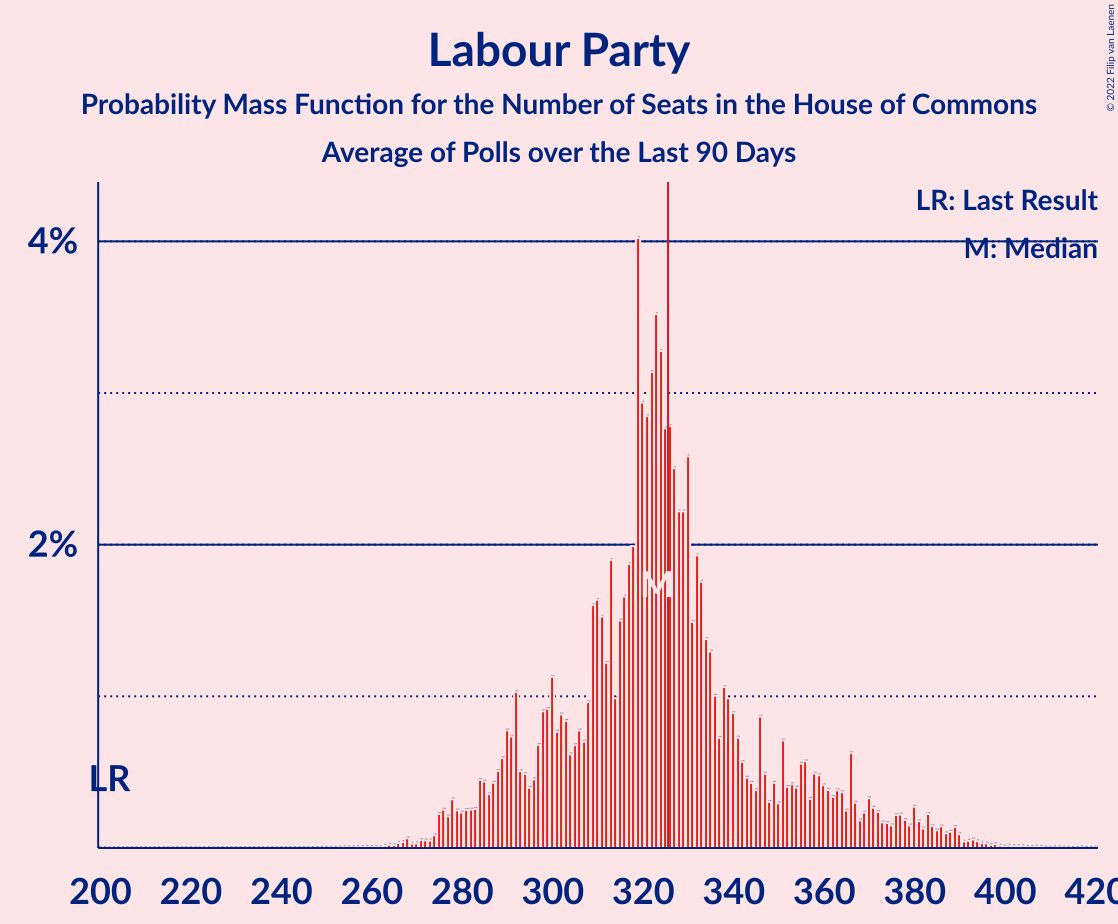 Labour Party
Probability Mass Function for the Number of Seats in the House of Commons
Average of Polls over the Last 90 Days
© 2022 Filip van Laenen
LR: Last Result
M: Median
4%
2%
M
LR
200 220 240 260 280 300 320 340 360 380 400 420